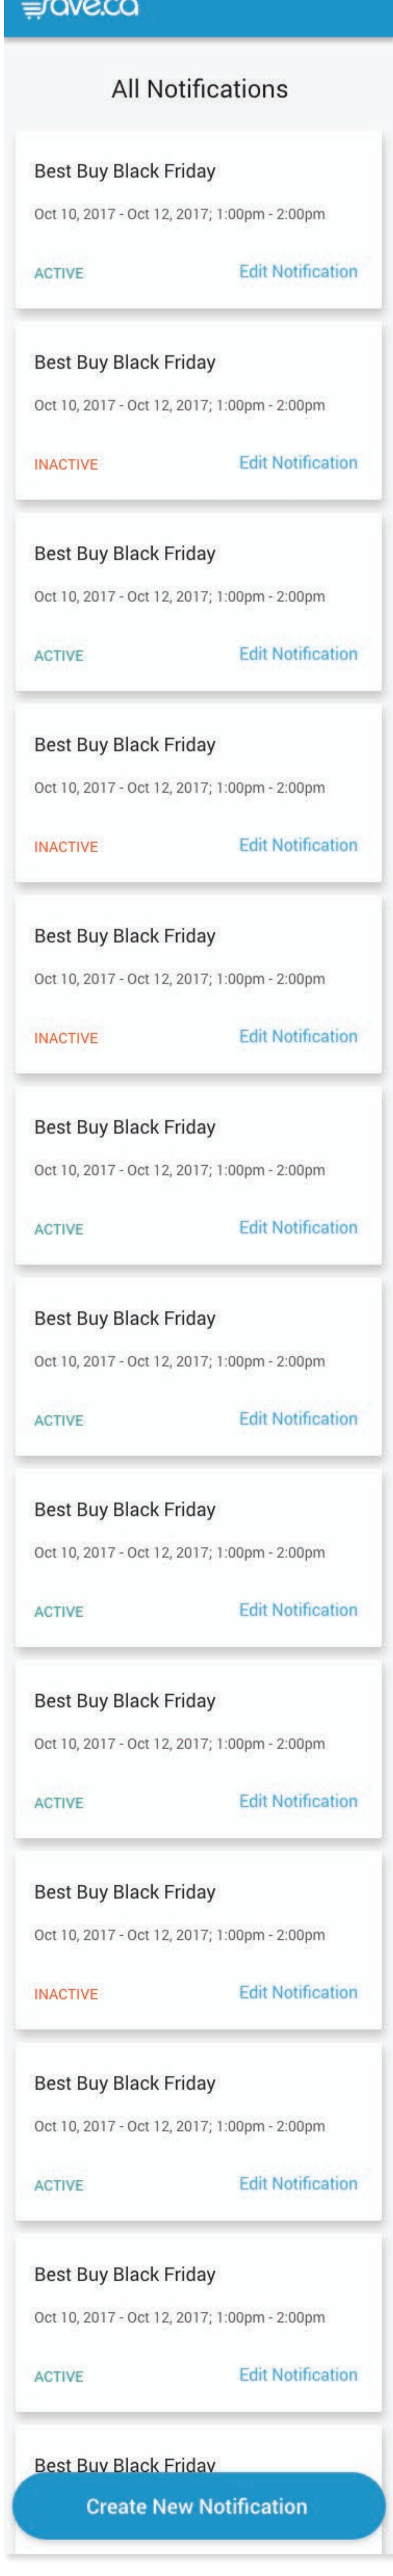 save.ca
All Notifications
Best Buy Black Friday
Oct 10, 2017 - Oct 12, 2017; 1:00pm - 2:00pm
ACTIVE Edit Notification
Best Buy Black Friday
Oct 10, 2017 - Oct 12, 2017; 1:00pm - 2:00pm
INACTIVE Edit Notification
Best Buy Black Friday
Oct 10, 2017 - Oct 12, 2017; 1:00pm - 2:00pm
ACTIVE Edit Notification
Best Buy Black Friday
Oct 10, 2017 - Oct 12, 2017; 1:00pm - 2:00pm
INACTIVE Edit Notification
Best Buy Black Friday
Oct 10, 2017 - Oct 12, 2017; 1:00pm - 2:00pm
INACTIVE Edit Notification
Best Buy Black Friday
Oct 10, 2017 - Oct 12, 2017; 1:00pm - 2:00pm
ACTIVE Edit Notification
Best Buy Black Friday
Oct 10, 2017 - Oct 12, 2017; 1:00pm - 2:00pm
ACTIVE Edit Notification
Best Buy Black Friday
Oct 10, 2017 - Oct 12, 2017; 1:00pm - 2:00pm
ACTIVE Edit Notification
Best Buy Black Friday
Oct 10, 2017 - Oct 12, 2017; 1:00pm - 2:00pm
ACTIVE Edit Notification
Best Buy Black Friday
Oct 10, 2017 - Oct 12, 2017; 1:00pm - 2:00pm
INACTIVE Edit Notification
Best Buy Black Friday
Oct 10, 2017 - Oct 12, 2017; 1:00pm - 2:00pm
ACTIVE Edit Notification
Best Buy Black Friday
Oct 10, 2017 - Oct 12, 2017; 1:00pm - 2:00pm
ACTIVE Edit Notification
Best Buy Black Friday
Create New Notification